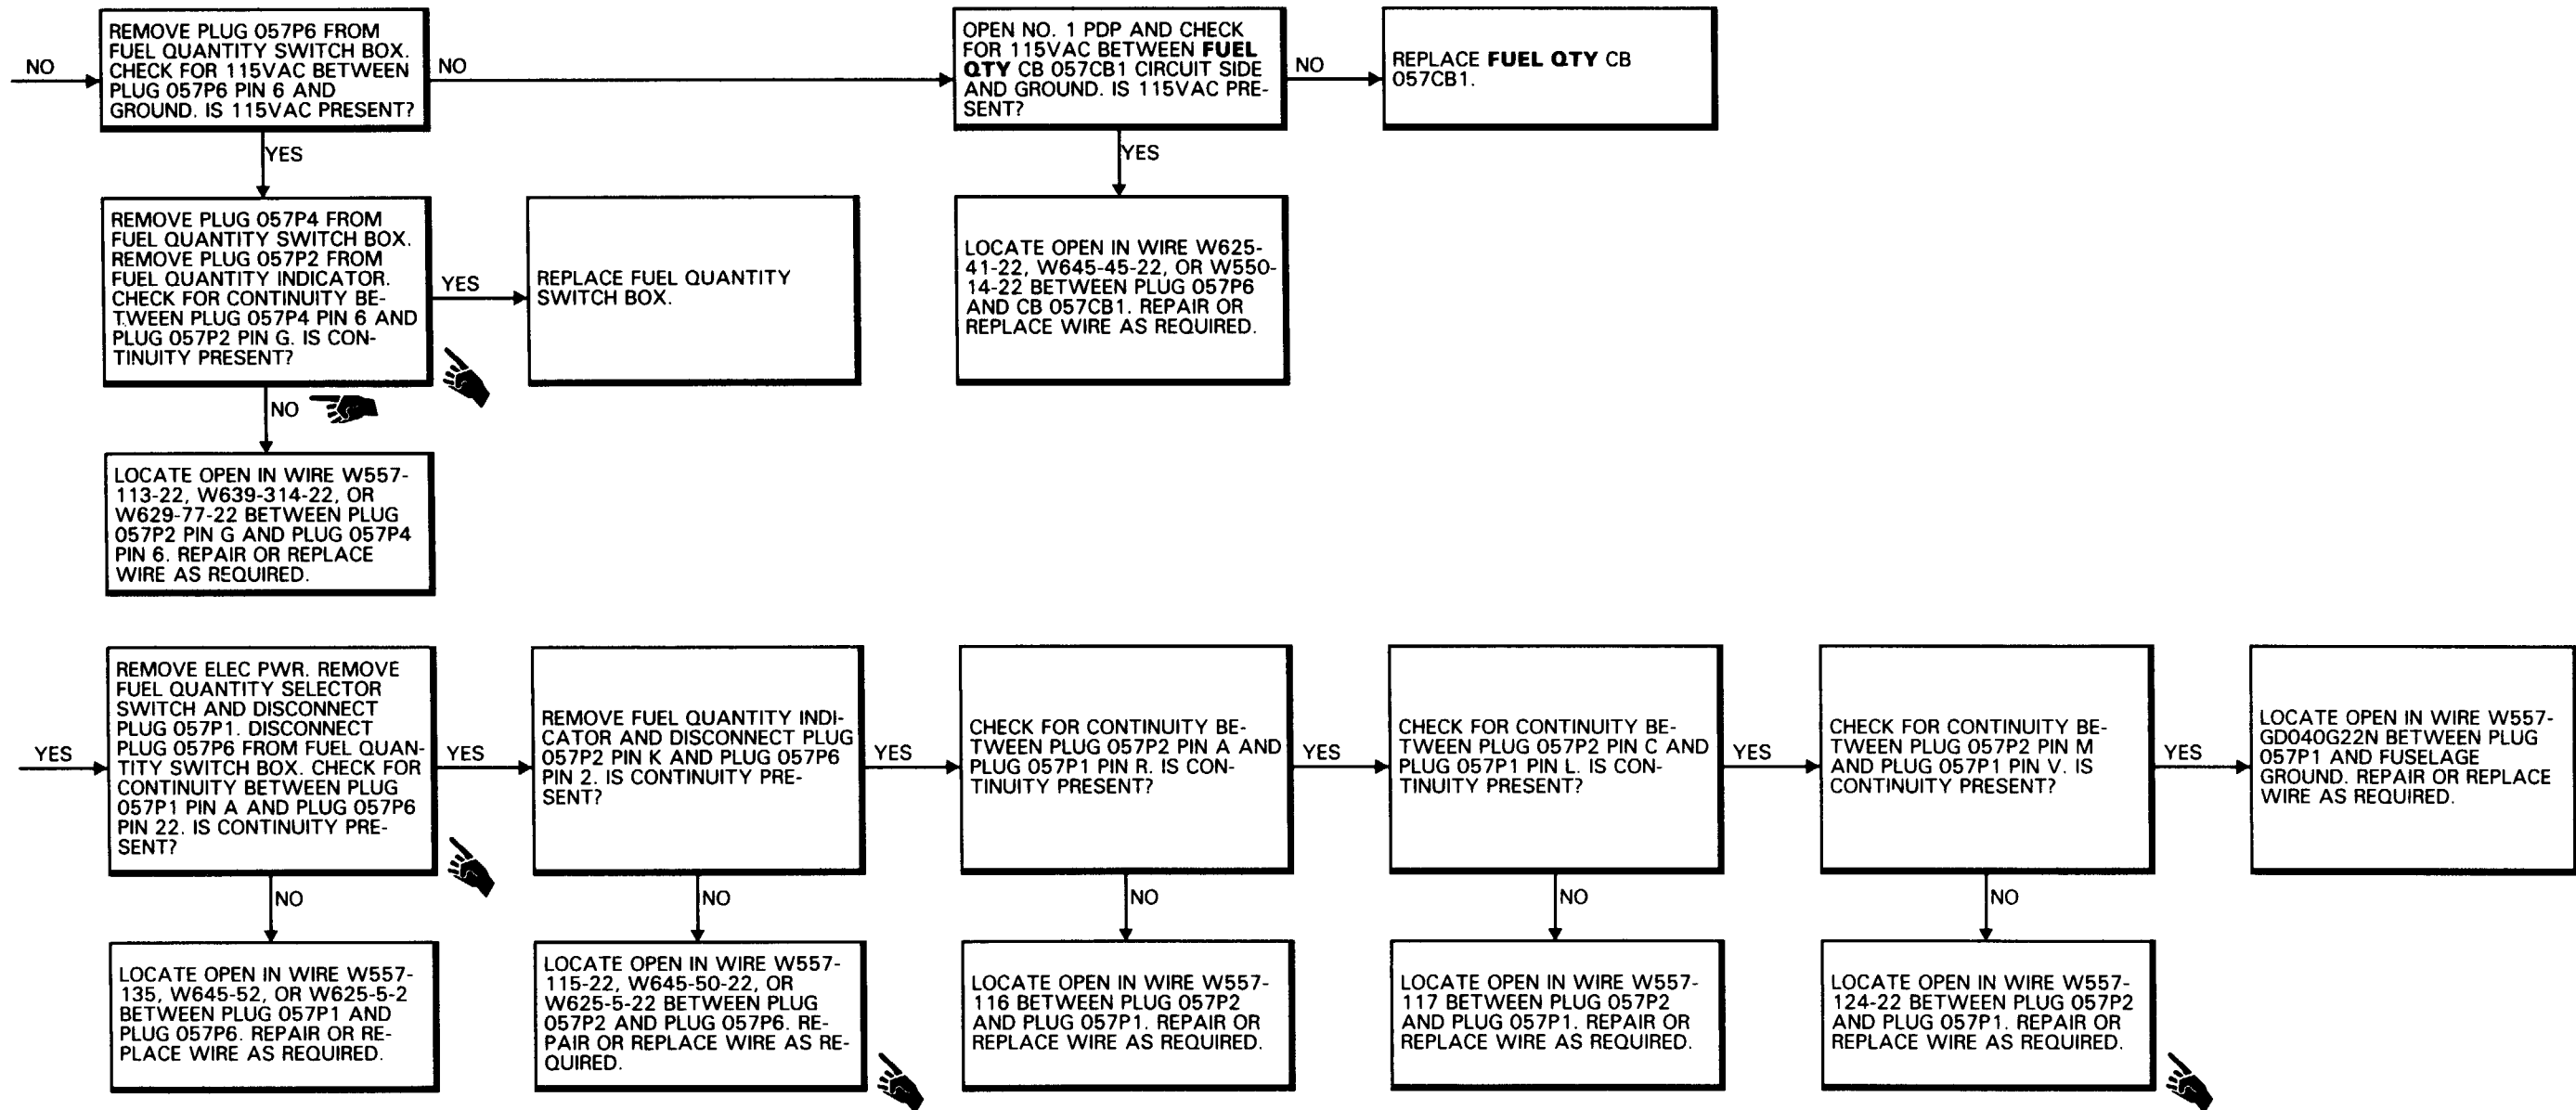 NO
REMOVE PLUG 057P6 FROM
FUEL QUANTITY SWITCH BOX.
CHECK FOR 115VAC BETWEEN
PLUG 057P6 PIN 6 AND
GROUND. IS 115VAC PRESENT?
NO
OPEN NO. 1 PDP AND CHECK
FOR 115VAC BETWEEN FUEL
QTY CB 057CB1 CIRCUIT SIDE
AND GROUND. IS 115VAC PRE-
SENT?
NO
REPLACE FUEL QTY CB
057CB1.
YES
YES
REMOVE PLUG 057P4 FROM
FUEL QUANTITY SWITCH BOX.
REMOVE PLUG 057P2 FROM
FUEL QUANTITY INDICATOR.
CHECK FOR CONTINUITY BE-
TWEEN PLUG 057P4 PIN 6 AND
PLUG 057P2 PIN G. IS CON-
TINUITY PRESENT?
YES
REPLACE FUEL QUANTITY
SWITCH BOX.
LOCATE OPEN IN WIRE W625-
41-22, W645-45-22, OR W550-
14-22 BETWEEN PLUG 057P6
AND CB 057CB1. REPAIR OR
REPLACE WIRE AS REQUIRED.
NO
LOCATE OPEN IN WIRE W557-
113-22, W639-314-22, OR
W629-77-22 BETWEEN PLUG
057P2 PIN G AND PLUG 057P4
PIN 6. REPAIR OR REPLACE
WIRE AS REQUIRED.
YES
REMOVE ELEC PWR. REMOVE
FUEL QUANTITY SELECTOR
SWITCH AND DISCONNECT
PLUG 057P1. DISCONNECT
PLUG 057P6 FROM FUEL QUAN-
TITY SWITCH BOX. CHECK FOR
CONTINUITY BETWEEN PLUG
057P1 PIN A AND PLUG 057P6
PIN 22. IS CONTINUITY PRE-
SENT?
YES
REMOVE FUEL QUANTITY INDI-
CATOR AND DISCONNECT PLUG
057P2 PIN K AND PLUG 057P6
PIN 2. IS CONTINUITY PRE-
SENT?
YES
CHECK FOR CONTINUITY BE-
TWEEN PLUG 057P2 PIN A AND
PLUG 057P1 PIN R. IS CON-
TINUITY PRESENT?
YES
CHECK FOR CONTINUITY BE-
TWEEN PLUG 057P2 PIN C AND
PLUG 057P1 PIN L. IS CON-
TINUITY PRESENT?
YES
CHECK FOR CONTINUITY BE-
TWEEN PLUG 057P2 PIN M
AND PLUG 057P1 PIN V. IS
CONTINUITY PRESENT?
YES
LOCATE OPEN IN WIRE W557-
GD040G22N BETWEEN PLUG
057P1 AND FUSELAGE
GROUND. REPAIR OR REPLACE
WIRE AS REQUIRED.
NO
NO
NO
NO
NO
LOCATE OPEN IN WIRE W557-
135, W645-52, OR W625-5-2
BETWEEN PLUG 057P1 AND
PLUG 057P6. REPAIR OR RE-
PLACE WIRE AS REQUIRED.
LOCATE OPEN IN WIRE W557-
115-22, W645-50-22, OR
W625-5-22 BETWEEN PLUG
057P2 AND PLUG 057P6. RE-
PAIR OR REPLACE WIRE AS RE-
QUIRED.
LOCATE OPEN IN WIRE W557-
116 BETWEEN PLUG 057P2
AND PLUG 057P1. REPAIR OR
REPLACE WIRE AS REQUIRED.
LOCATE OPEN IN WIRE W557-
117 BETWEEN PLUG 057P2
AND PLUG 057P1. REPAIR OR
REPLACE WIRE AS REQUIRED.
LOCATE OPEN IN WIRE W557-
124-22 BETWEEN PLUG 057P2
AND PLUG 057P1. REPAIR OR
REPLACE WIRE AS REQUIRED.